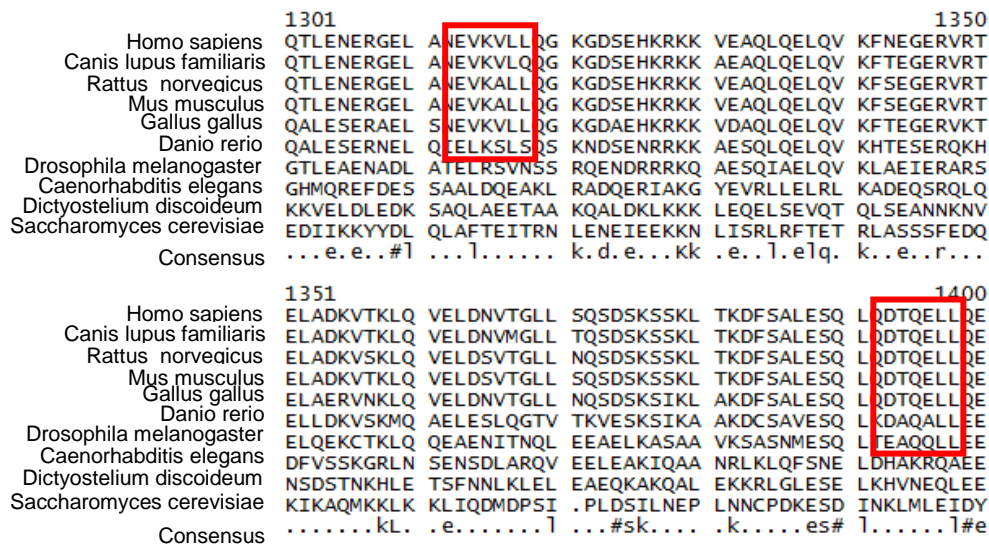 1301 1350
Homo sapiens QTLENERGEL ANEVKVLLQG KGDSEHKRKK VEAQLQELQV KFNEGERVRT
Canis lupus familiaris QTLENERGEL ANEVKVLQQG KGDSEHKRKK AEAQLQELQV KFTEGERVRT
Rattus norvegicus QTLENERGEL ANEVKALLQG KGDSEHKRKK VEAQLQELQV KFSEGERVRT
Mus musculus QTLENERGEL ANEVKALLQG KGDSEHKRKK VEAQLQELQV KFSEGERVRT
Gallus gallus QALESERAEL SNEVKVLLQG KGDAEHKRKK VDAQLQELQV KFTEGERVKT
Danio rerio QALESERNEL QIELKSLSQS KNDSENRRKK AEAQLQELQV KHTESERQKH
Drosophila melanogaster GTLEAENADL ATELRSVNSS RQENDRRRKQ AESQIAELQV KLAEIERARS
Caenorhabditis elegans GHMQREFDES SAALDQEAKL RADQERIAKG YEVRLLELRL KADEQSRQLQ
Dictyostelium discoideum KKVELDLEDK SAQLAEETAA KQALDKLKKK LEQELSEVQT QLSEANNKNV
Saccharomyces cerevisiae EDIIKKYYDL QLAFTEITRN LENEIEEKKN LISRLRFTET RLASSSFEDQ
Consensus ...e.e..#l ...l...... k.d.e...Kk .e..l.elq. k..e..r...
1351 1400
Homo sapiens ELADKVTKLQ VELDNVTGLL SQSDSKSSKL TKDFSALESQ LQDTQELLQE
Canis lupus familiaris ELADKVTKLQ VELDNVMGLL TQSDSKSSKL TKDFSALESQ LQDTQELLQE
Rattus norvegicus ELADKVSKLQ VELDSVTGLL NQSDSKSSKL TKDFSALESQ LQDTQELLQE
Mus musculus ELADKVTKLQ VELDSVTGLL SQSDSKSSKL TKDFSALESQ LQDTQELLQE
Gallus gallus ELAERVNKLQ VELDNVTGLL NQSDSKSIKL AKDFSALESQ LQDTQELLQE
Danio rerio ELLDKVSKMQ AELESLQGTV TKVESKSIKA AKDCSAVESQ LKDAQALLEE
Drosophila melanogaster ELQEKCTKLQ QEAENITNQL EEAELKASAA VKSASNMESQ LTEAQQLLEE
Caenorhabditis elegans DFVSSKGRLN SENSDLARQV EELEAKIQAA NRLKLQFSNE LDHAKRQAEE
Dictyostelium discoideum NSDSTNKHLE TSFNNLKLEL EAEQKAKQAL EKKRLGLESE LKHVNEQLEE
Saccharomyces cerevisiae KIKAQMKKLK KLIQDMDPSI .PLDSILNEP LNNCPDKESD INKLMLEIDY
Consensus .......kL. .e.......l ...#sk.... .k.....es# l......l#e